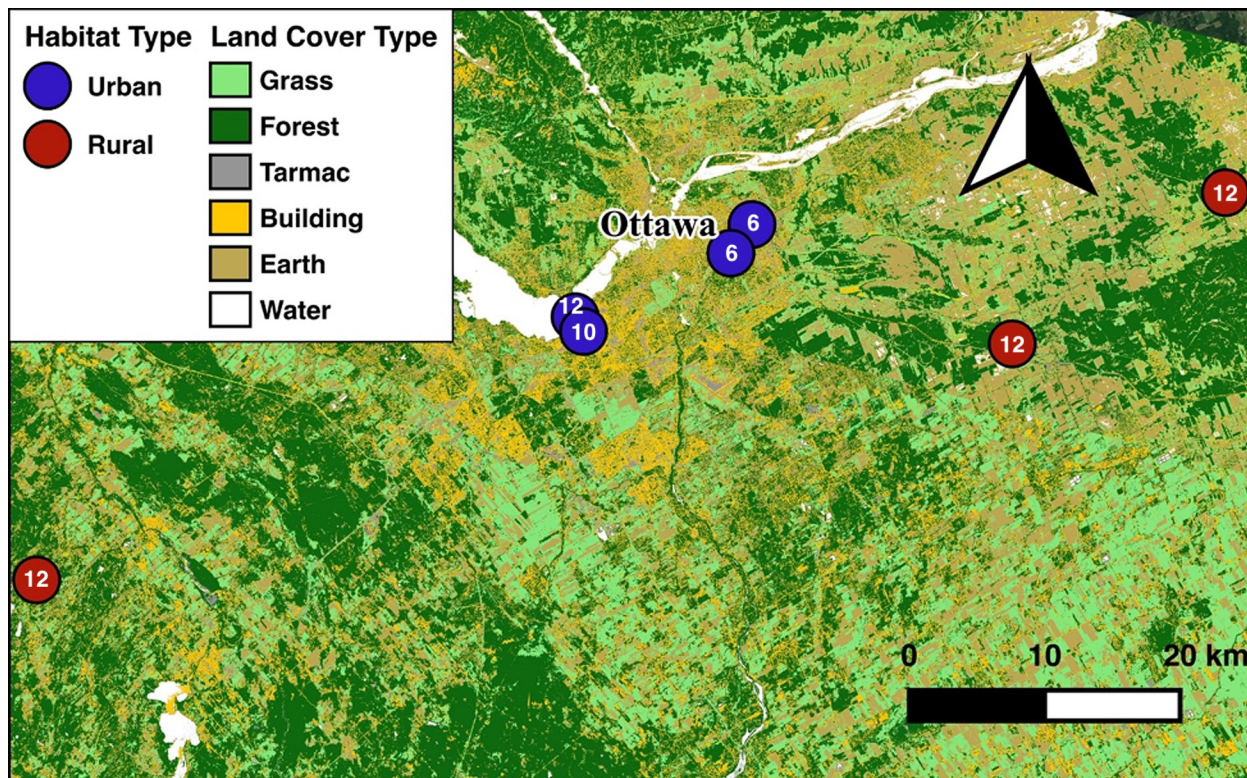 Habitat Type
Urban
Rural
Land Cover Type
Grass
Forest
Tarmac
Building
Earth
Water
12
Ottawa
6
6
12
10
12
12
0 10 20 km